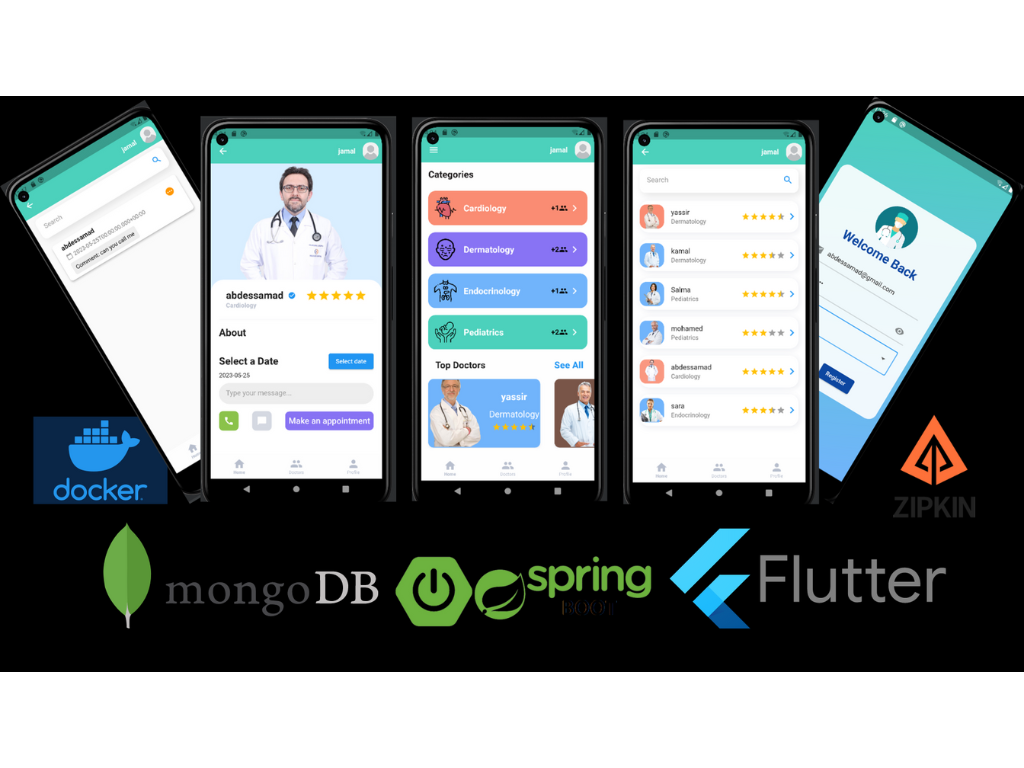 jamal
Search
abdessamad
2023-05-25T00:00:00.000+00:00
Comment: can you call me
jamal
abdessamad
Cardiology
About
Select a Date
Select date
2023-05-25
Type your message...
Make an appointment
Home
Doctors
Profile
jamal
Categories
Cardiology
+1
Dermatology
+2
Endocrinology
+1
Pediatrics
+2
Top Doctors
See All
yassir
Dermatology
Home
Doctors
Profile
jamal
Search
yassir
Dermatology
kamal
Dermatology
Salma
Pediatrics
mohamed
Pediatrics
abdessamad
Cardiology
sara
Endocrinology
Home
Doctors
Profile
Welcome Back
abdessamad@gmail.com
Register
docker
ZIPKIN
mongoDB
spring
BOOT
Flutter